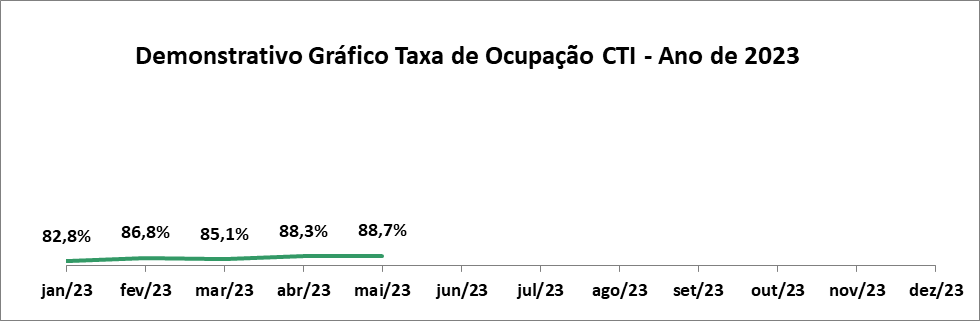 Demonstrativo Gráfico Taxa de Ocupação CTI - Ano de 2023
82,8% 86,8% 85,1% 88,3% 88,7%
jan/23 fev/23 mar/23 abr/23 mai/23 jun/23 jul/23 ago/23 set/23 out/23 nov/23 dez/23